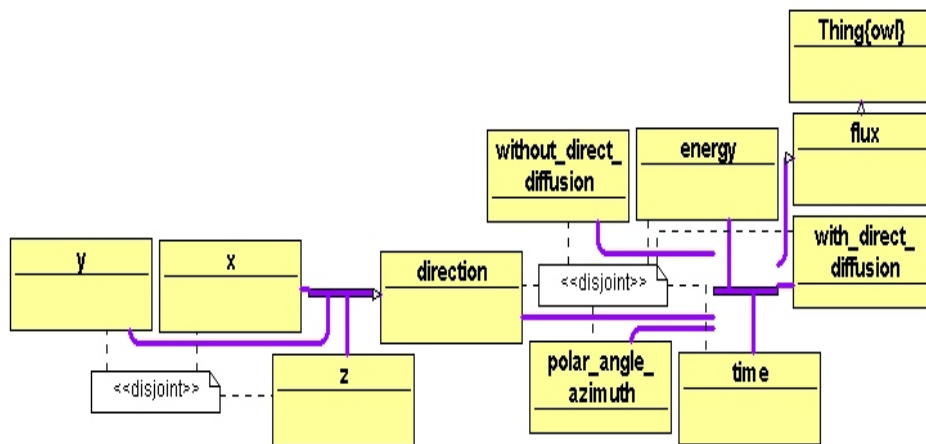 Thing{owl}
flux
without_direct_
diffusion
energy
with_direct_
diffusion
y
x
direction
<<disjoint>>
<<disjoint>>
z
polar_angle_
azimuth
time